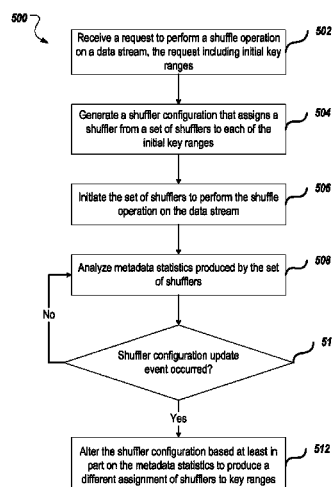 500
502
Receive a request to perform a shuffle operation
on a data stream, the request including initial key
ranges
504
Generate a shuffler configuration that assigns a
shuffler from a set of shufflers to each of the
initial key ranges
506
Initiate the set of shufflers to perform the shuffle
operation on the data stream
508
Analyze metadata statistics produced by the set
of shufflers
No
51
Shuffler configuration update
event occurred?
Yes
512
Alter the shuffler configuration based at least in
part on the metadata statistics to produce a
different assignment of shufflers to key ranges